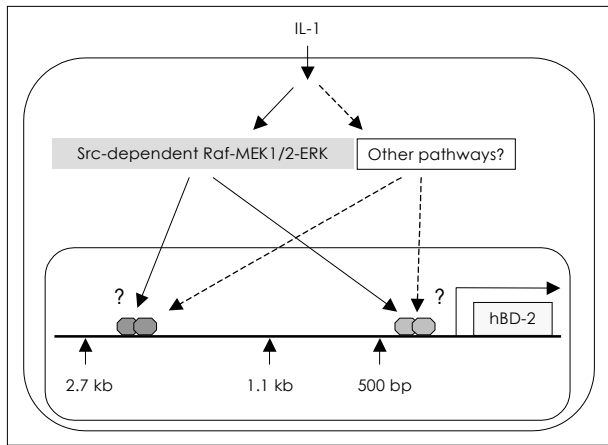 IL-1
Src-dependent Raf-MEK1/2-ERK
Other pathways?
?
?
hBD-2
2.7 kb
1.1 kb
500 bp